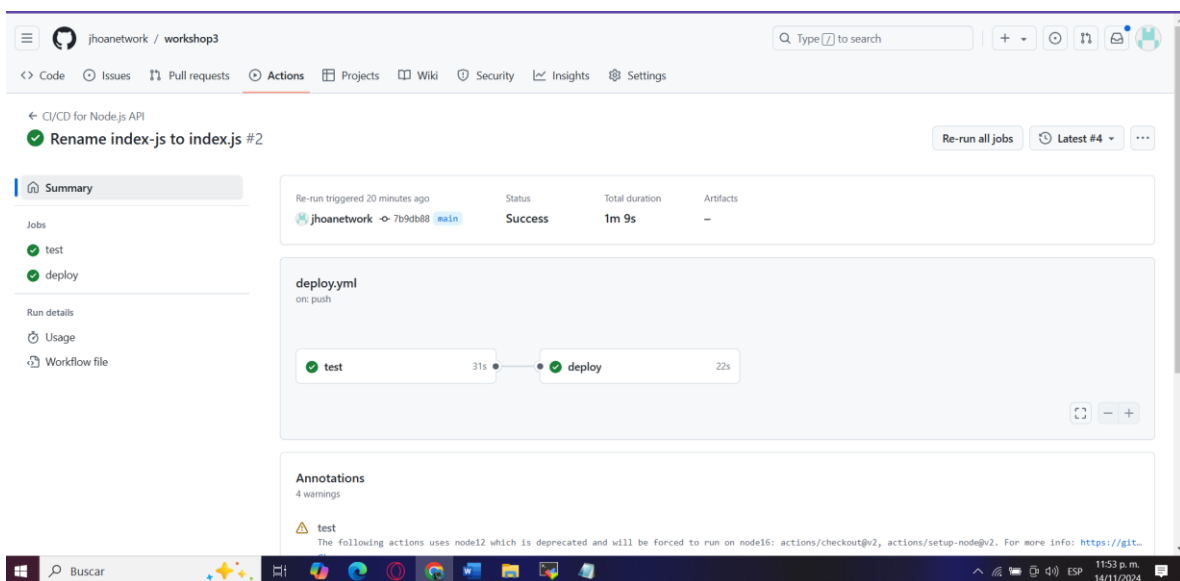 jhoanetwork / workshop3
Type / to search
Code Issues Pull requests Actions Projects Wiki Security Insights Settings
← CI/CD for Node.js API
Rename index-js to index.js #2
Re-run all jobs
Latest #4
Summary
Jobs
test
deploy
Run details
Usage
Workflow file
Re-run triggered 20 minutes ago
Status
Total duration
Artifacts
jhoanetwork 7b9db88 main
Success
1m 9s
–
deploy.yml
on: push
test 31s
deploy 22s
Annotations
4 warnings
test
The following actions uses node12 which is deprecated and will be forced to run on node16: actions/checkout@v2, actions/setup-node@v2. For more info: https://git…
Buscar
ESP
11:53 p. m.
14/11/2024